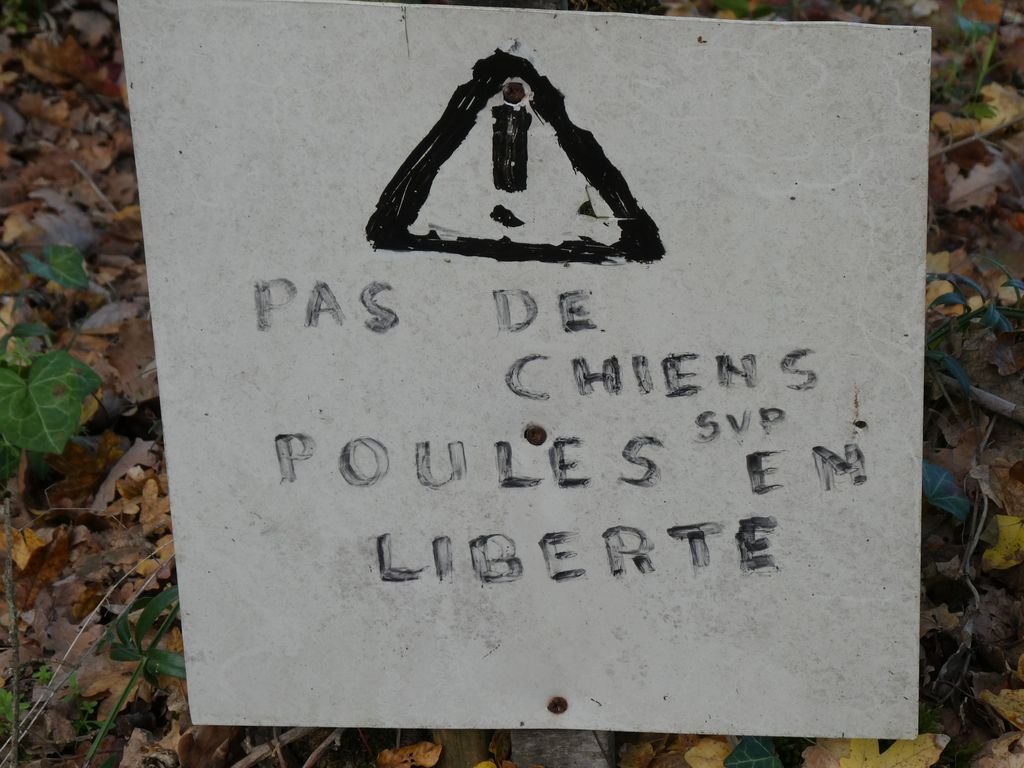 PAS DE
CHIENS
SVP
POULES EN
LIBERTE